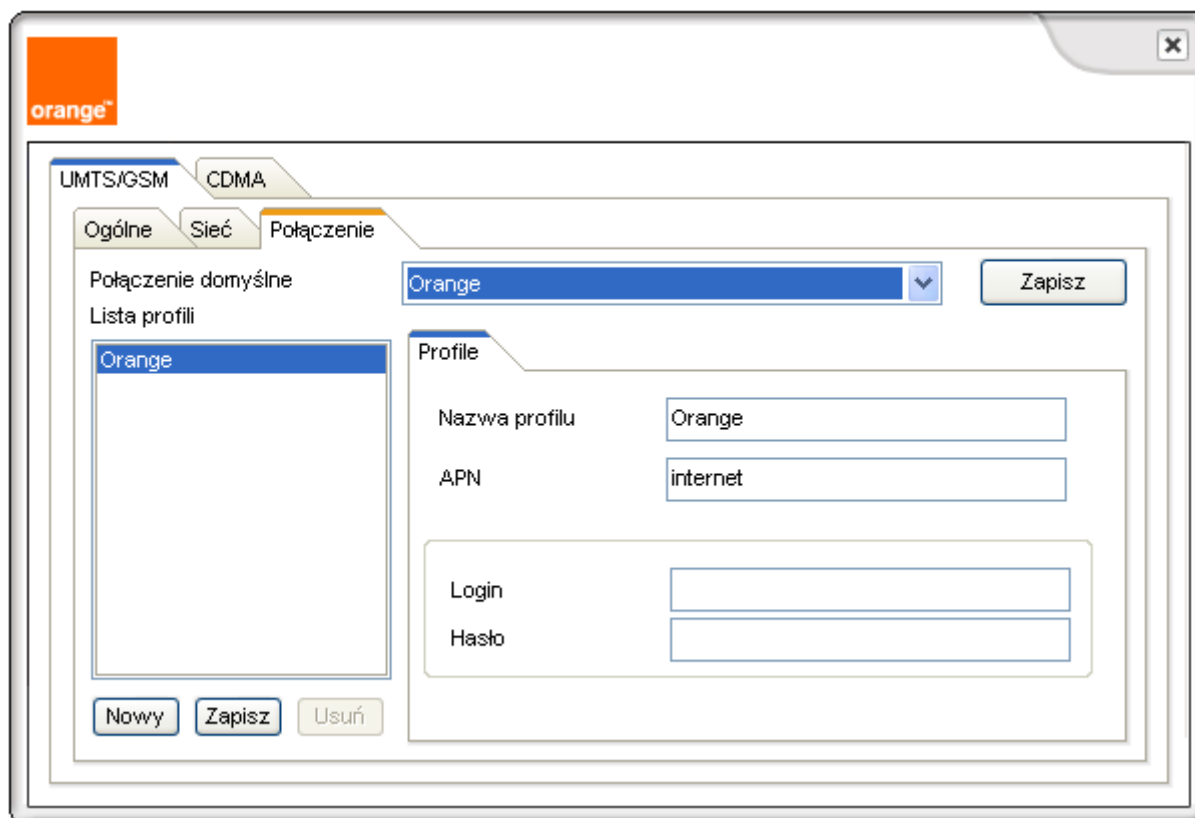 orange™
UMTS/GSM CDMA
Ogólne Sieć Połączenie
Połączenie domyślne Orange Zapisz
Lista profili
Orange
Profile
Nazwa profilu Orange
APN internet
Login
Hasło
Nowy Zapisz Usuń